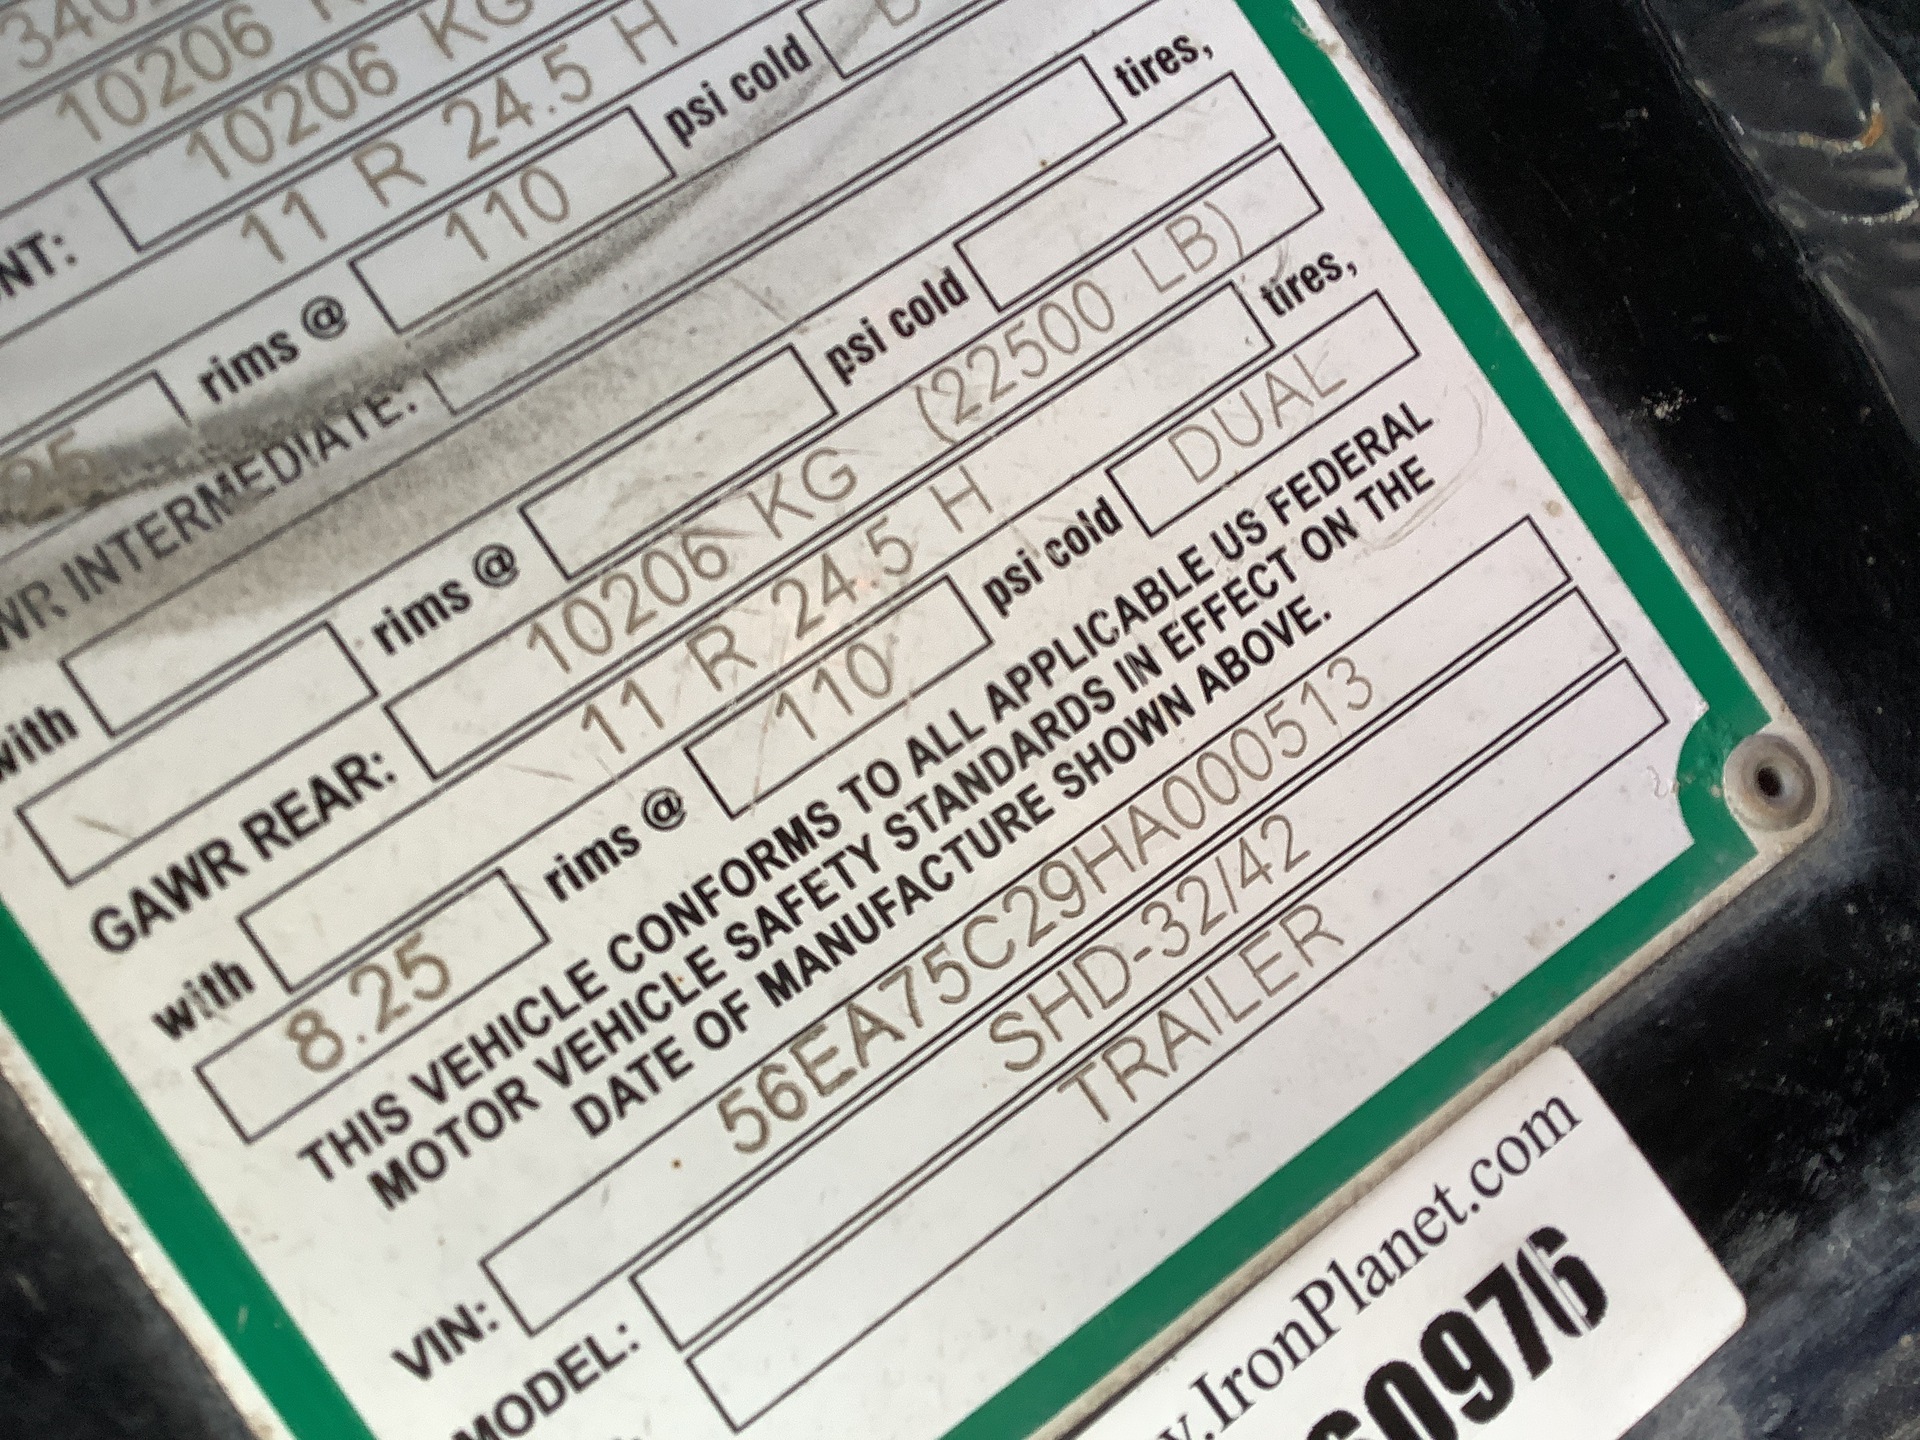 10206
NT: 10206 KG
11 R 24.5 H
25 rims @ 110 psi cold
WR INTERMEDIATE:
tires,
with rims @ psi cold
GAWR REAR: 10206 KG (22500 LB)
11 R 24.5 H tires,
with 8.25 rims @ 110 psi cold DUAL
THIS VEHICLE CONFORMS TO ALL APPLICABLE US FEDERAL
MOTOR VEHICLE SAFETY STANDARDS IN EFFECT ON THE
DATE OF MANUFACTURE SHOWN ABOVE.
VIN: 56EA75C29HA000513
MODEL: SHD-32/42
TRAILER
.IronPlanet.com
60976